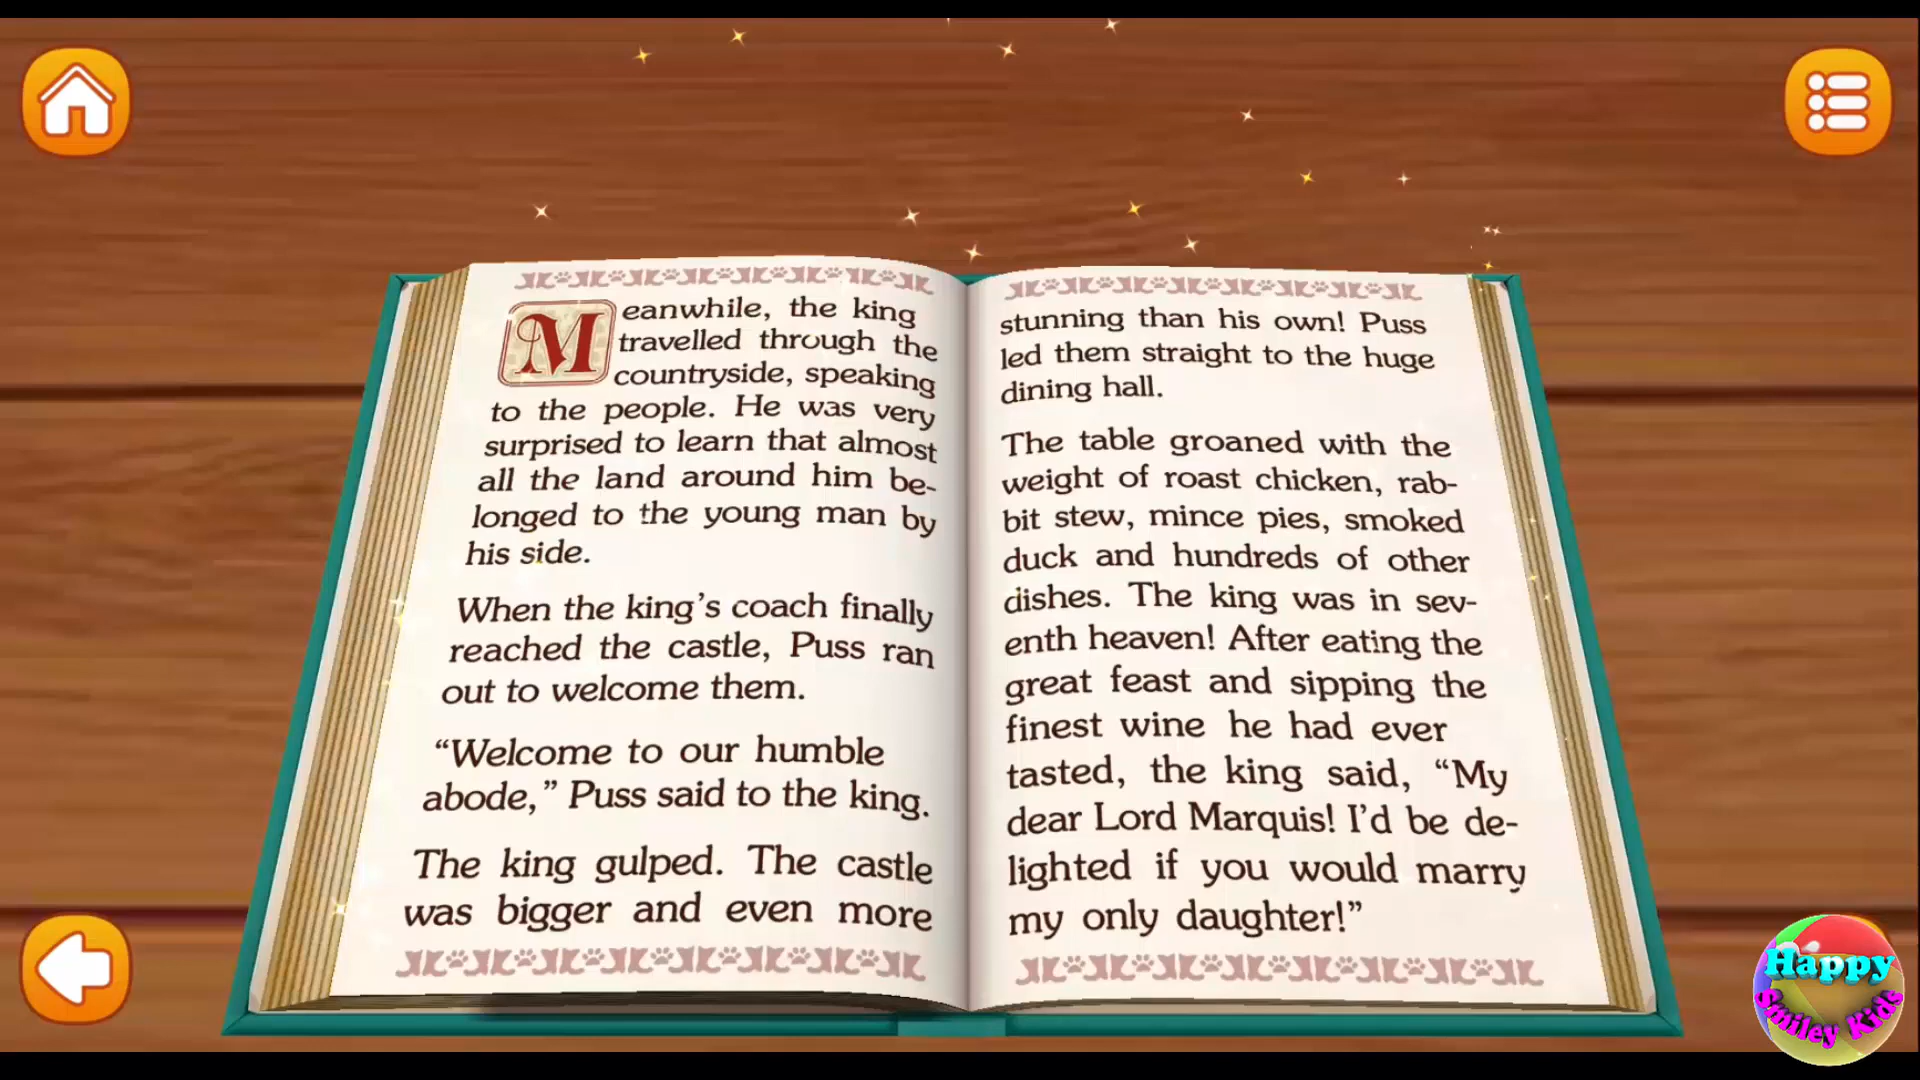 Meanwhile, the king
travelled through the
countryside, speaking
to the people. He was very
surprised to learn that almost
all the land around him be-
longed to the young man by
his side.
When the king’s coach finally
reached the castle, Puss ran
out to welcome them.
“Welcome to our humble
abode,” Puss said to the king.
The king gulped. The castle
was bigger and even more
stunning than his own! Puss
led them straight to the huge
dining hall.
The table groaned with the
weight of roast chicken, rab-
bit stew, mince pies, smoked
duck and hundreds of other
dishes. The king was in sev-
enth heaven! After eating the
great feast and sipping the
finest wine he had ever
tasted, the king said, “My
dear Lord Marquis! I’d be de-
lighted if you would marry
my only daughter!”
Happy
Smiley Kids